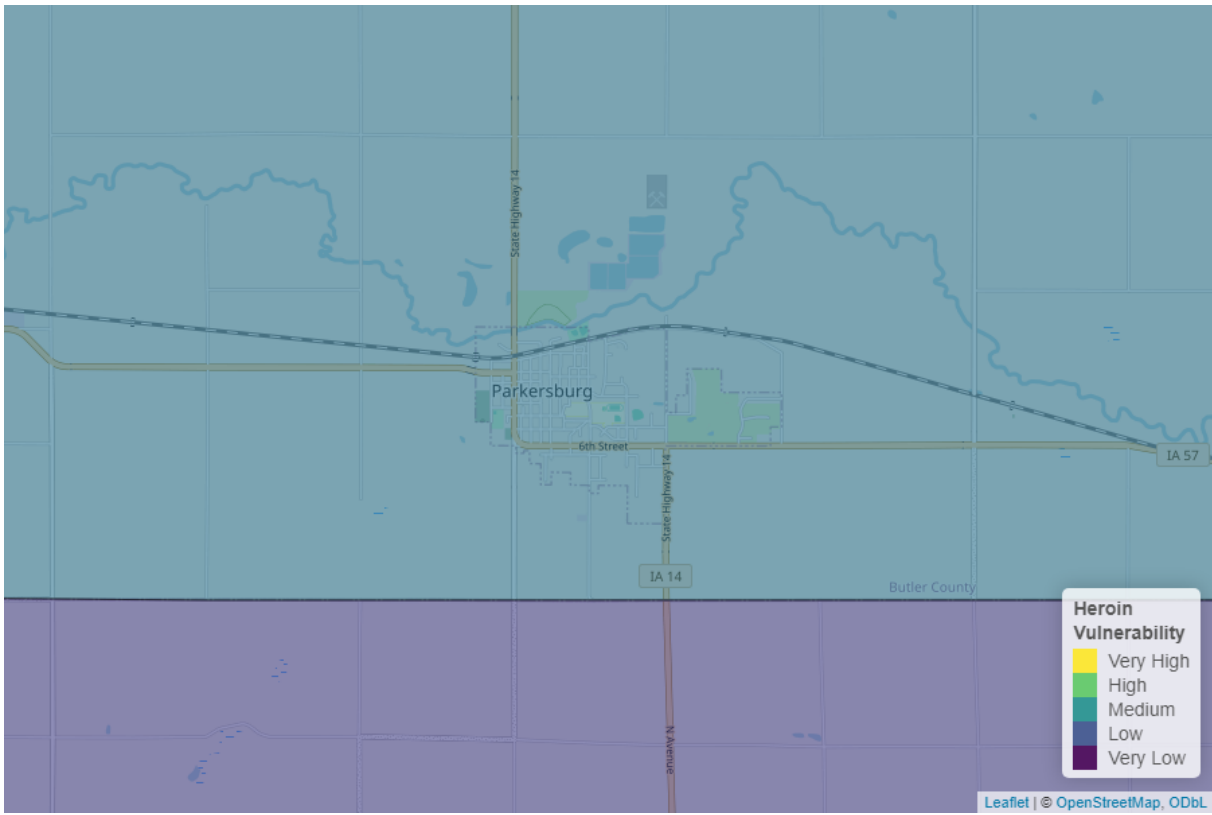 State Highway 14
Parkersburg
6th Street
IA 57
State Highway 14
IA 14
Butler County
N Avenue
Heroin
Vulnerability
Very High
High
Medium
Low
Very Low
Leaflet | © OpenStreetMap, ODbL